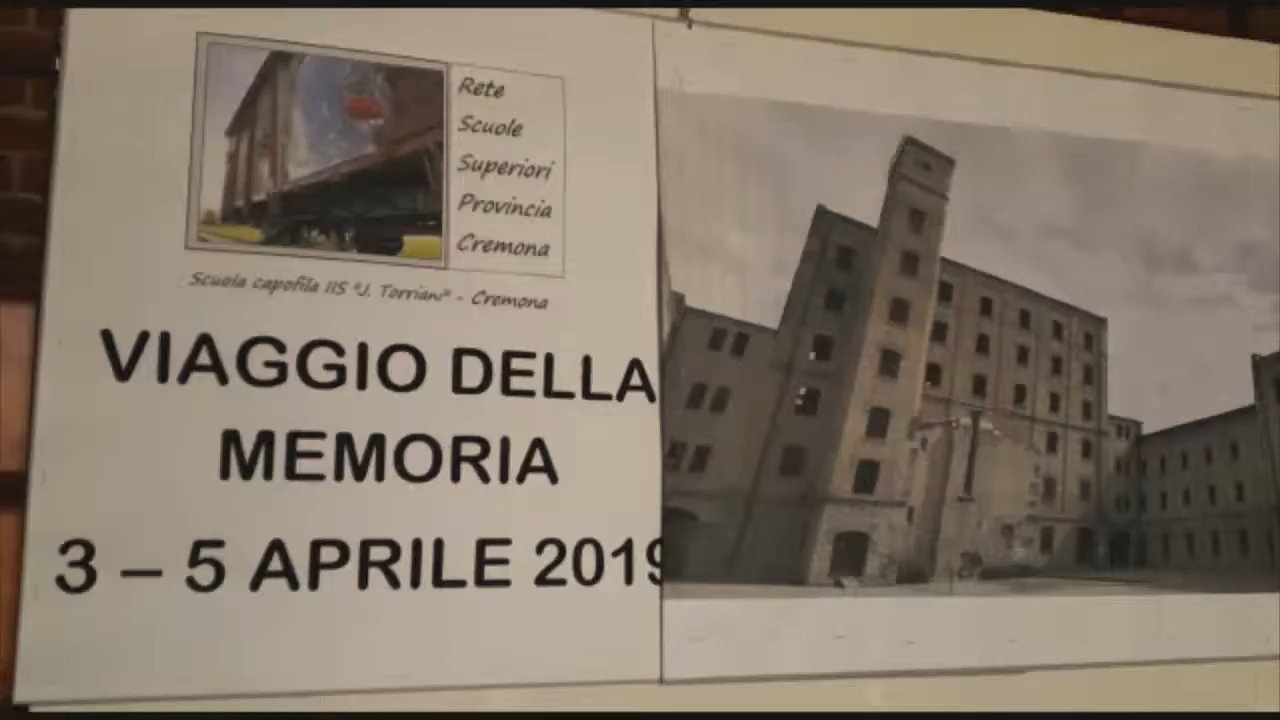 Rete
Scuole
Superiori
Provincia
Cremona
Scuola capofila IIS "J. Torriani" - Cremona
VIAGGIO DELLA
MEMORIA
3 – 5 APRILE 2019